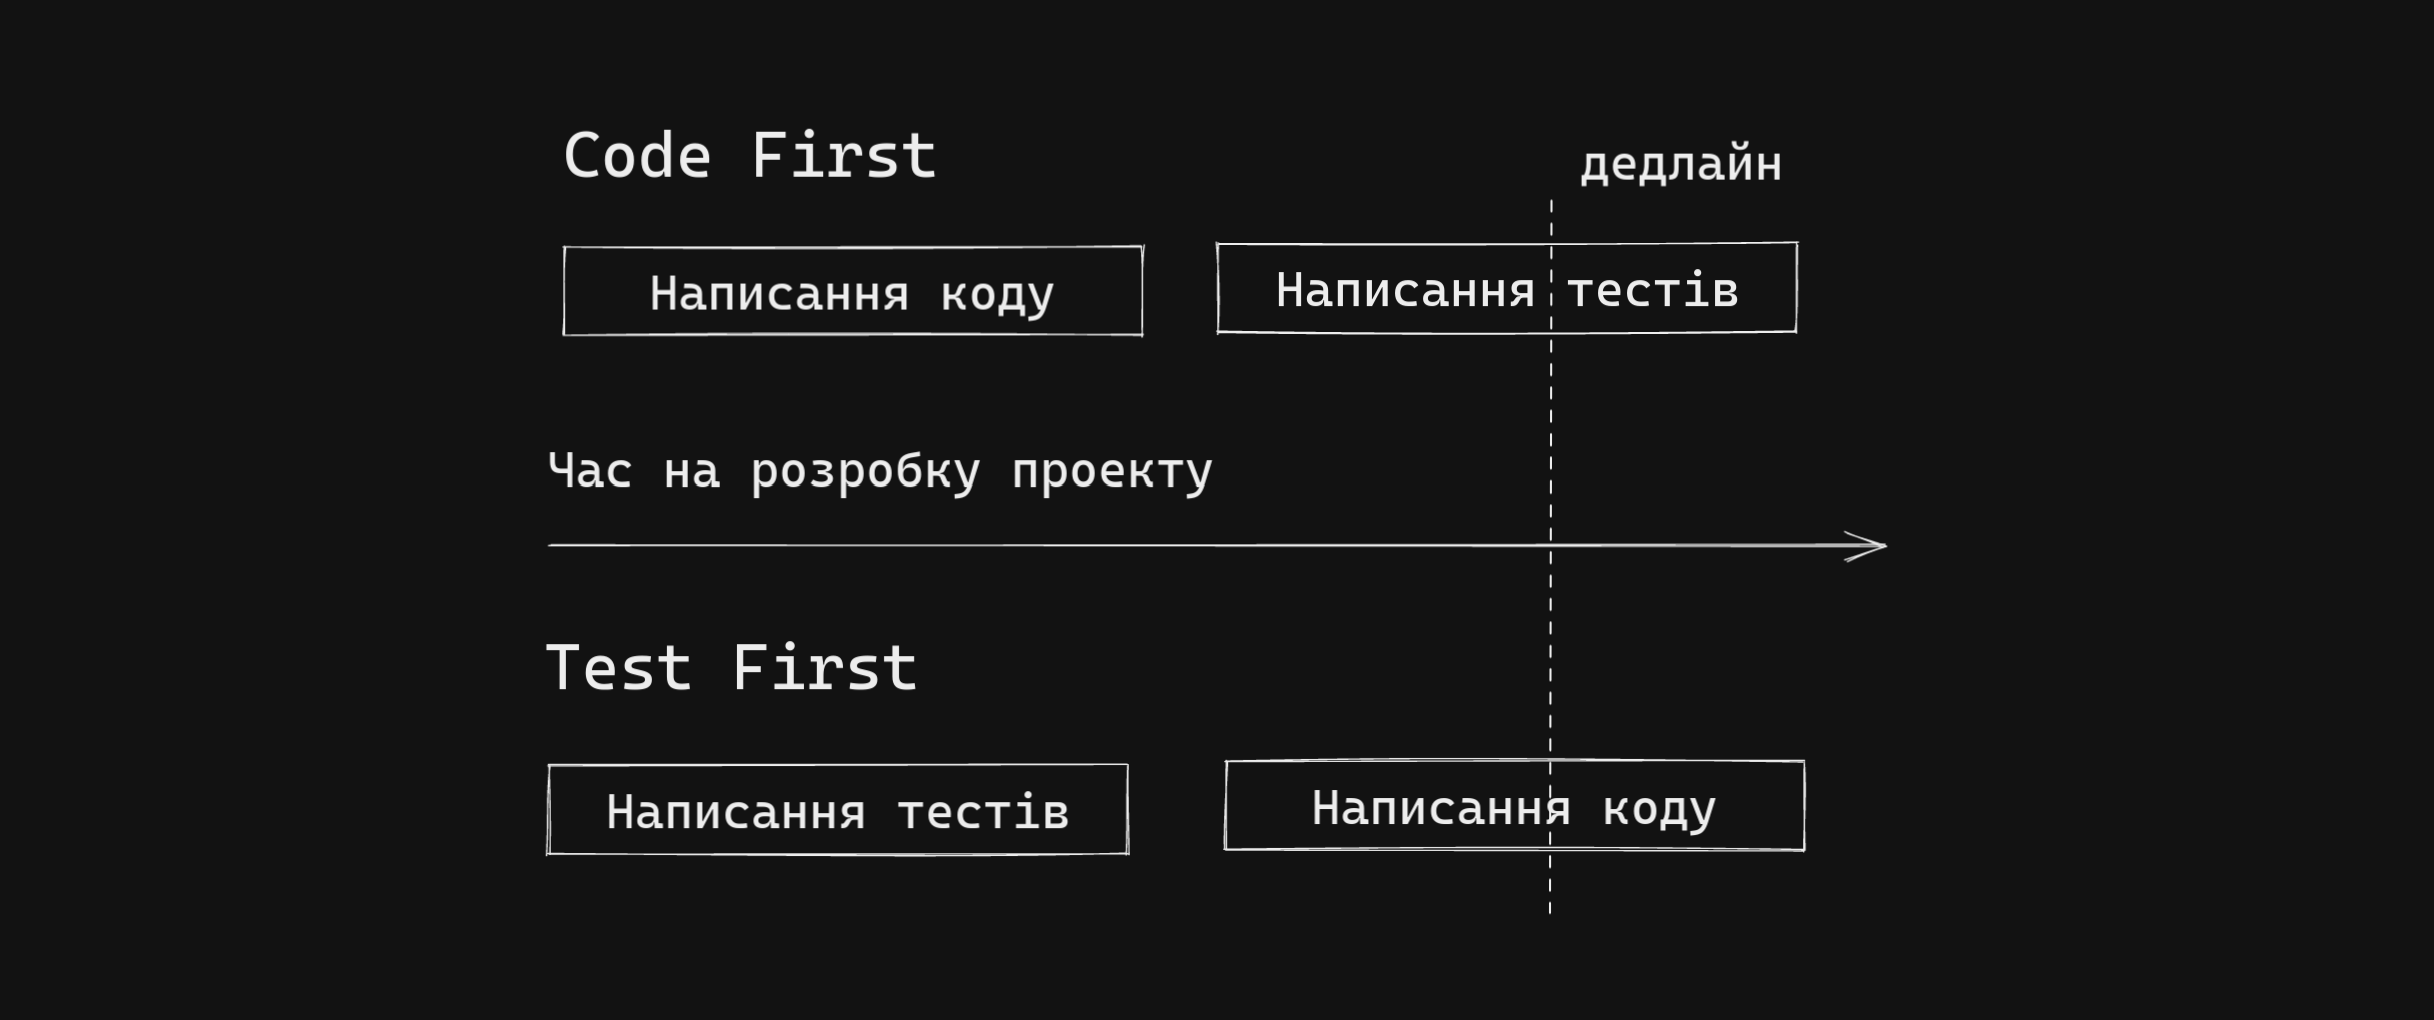 Code First
дедлайн
Написання коду
Написання тестів
Час на розробку проекту
Test First
Написання тестів
Написання коду